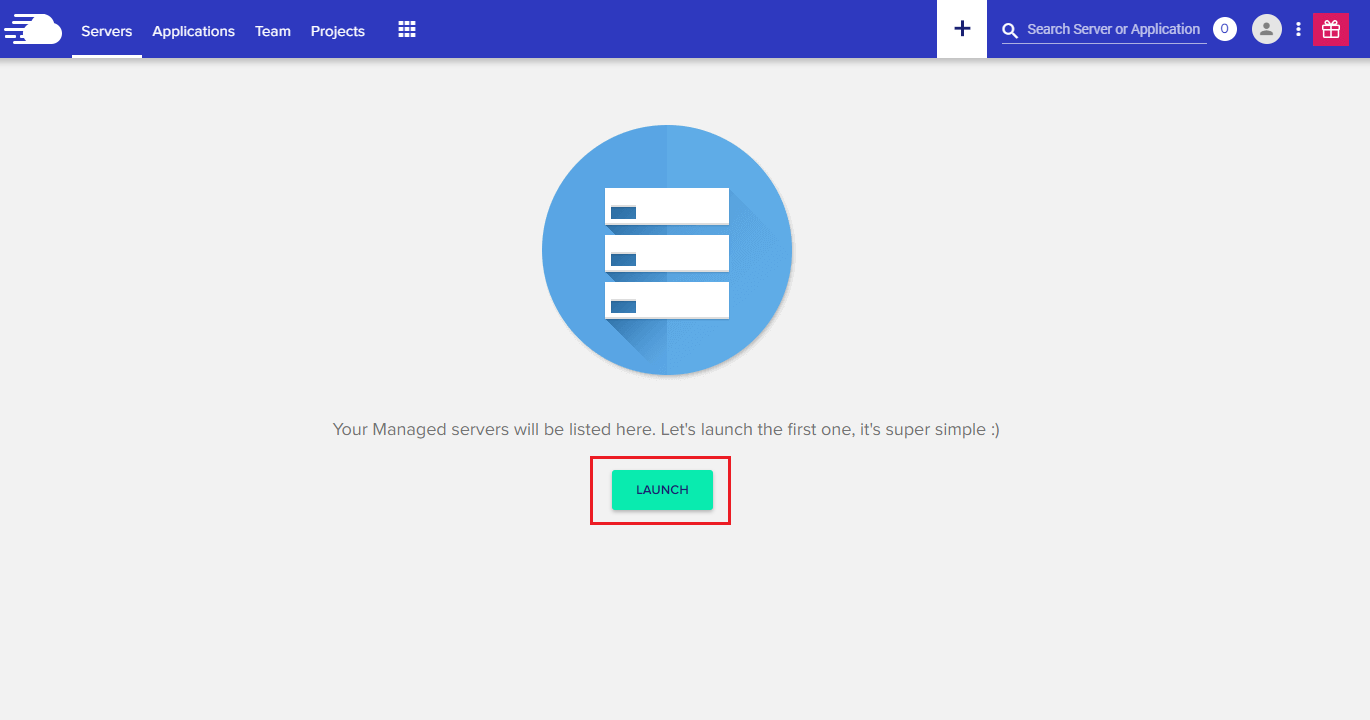 Servers Applications Team Projects Search Server or Application 0
Your Managed servers will be listed here. Let's launch the first one, it's super simple :)
LAUNCH